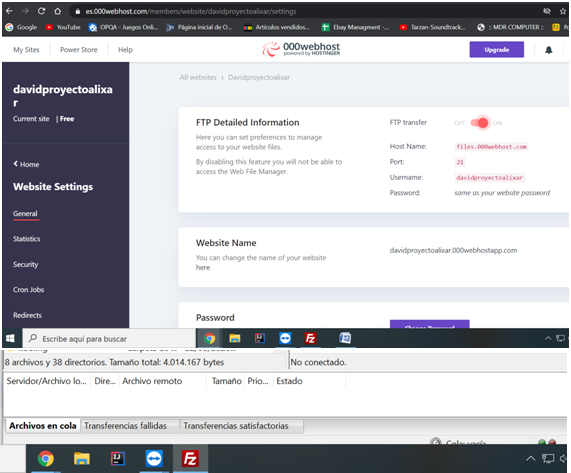 es.000webhost.com/members/website/davidproyectoalixar/settings
Google
YouTube
OPQA - Juegos Onli...
Página inicial de O...
Artículos vendidos...
Ebay Managment -...
Tarzan-Soundtrack...
:: MDR COMPUTER ::
My Sites
Power Store
Help
000webhost
powered by HOSTINGER
Upgrade
davidproyectoalixa
r
Current site | Free
Home
Website Settings
General
Statistics
Security
Cron Jobs
Redirects
All websites › Davidproyectoalixar
FTP Detailed Information
Here you can set preferences to manage
access to your website files.
By disabling this feature you will not be able to
access the Web File Manager.
FTP transfer OFF ON
Host Name: files.000webhost.com
Port: 21
Username: davidproyectoalixar
Password: same as your website password
Website Name
You can change the name of your website
here.
davidproyectoalixar.000webhostapp.com
Password
Change Password
Escribe aquí para buscar
8 archivos y 38 directorios. Tamaño total: 4.014.167 bytes
No conectado.
Servidor/Archivo lo... Dire... Archivo remoto Tamaño Prio... Estado
Archivos en cola Transferencias fallidas Transferencias satisfactorias
Cola: vacía